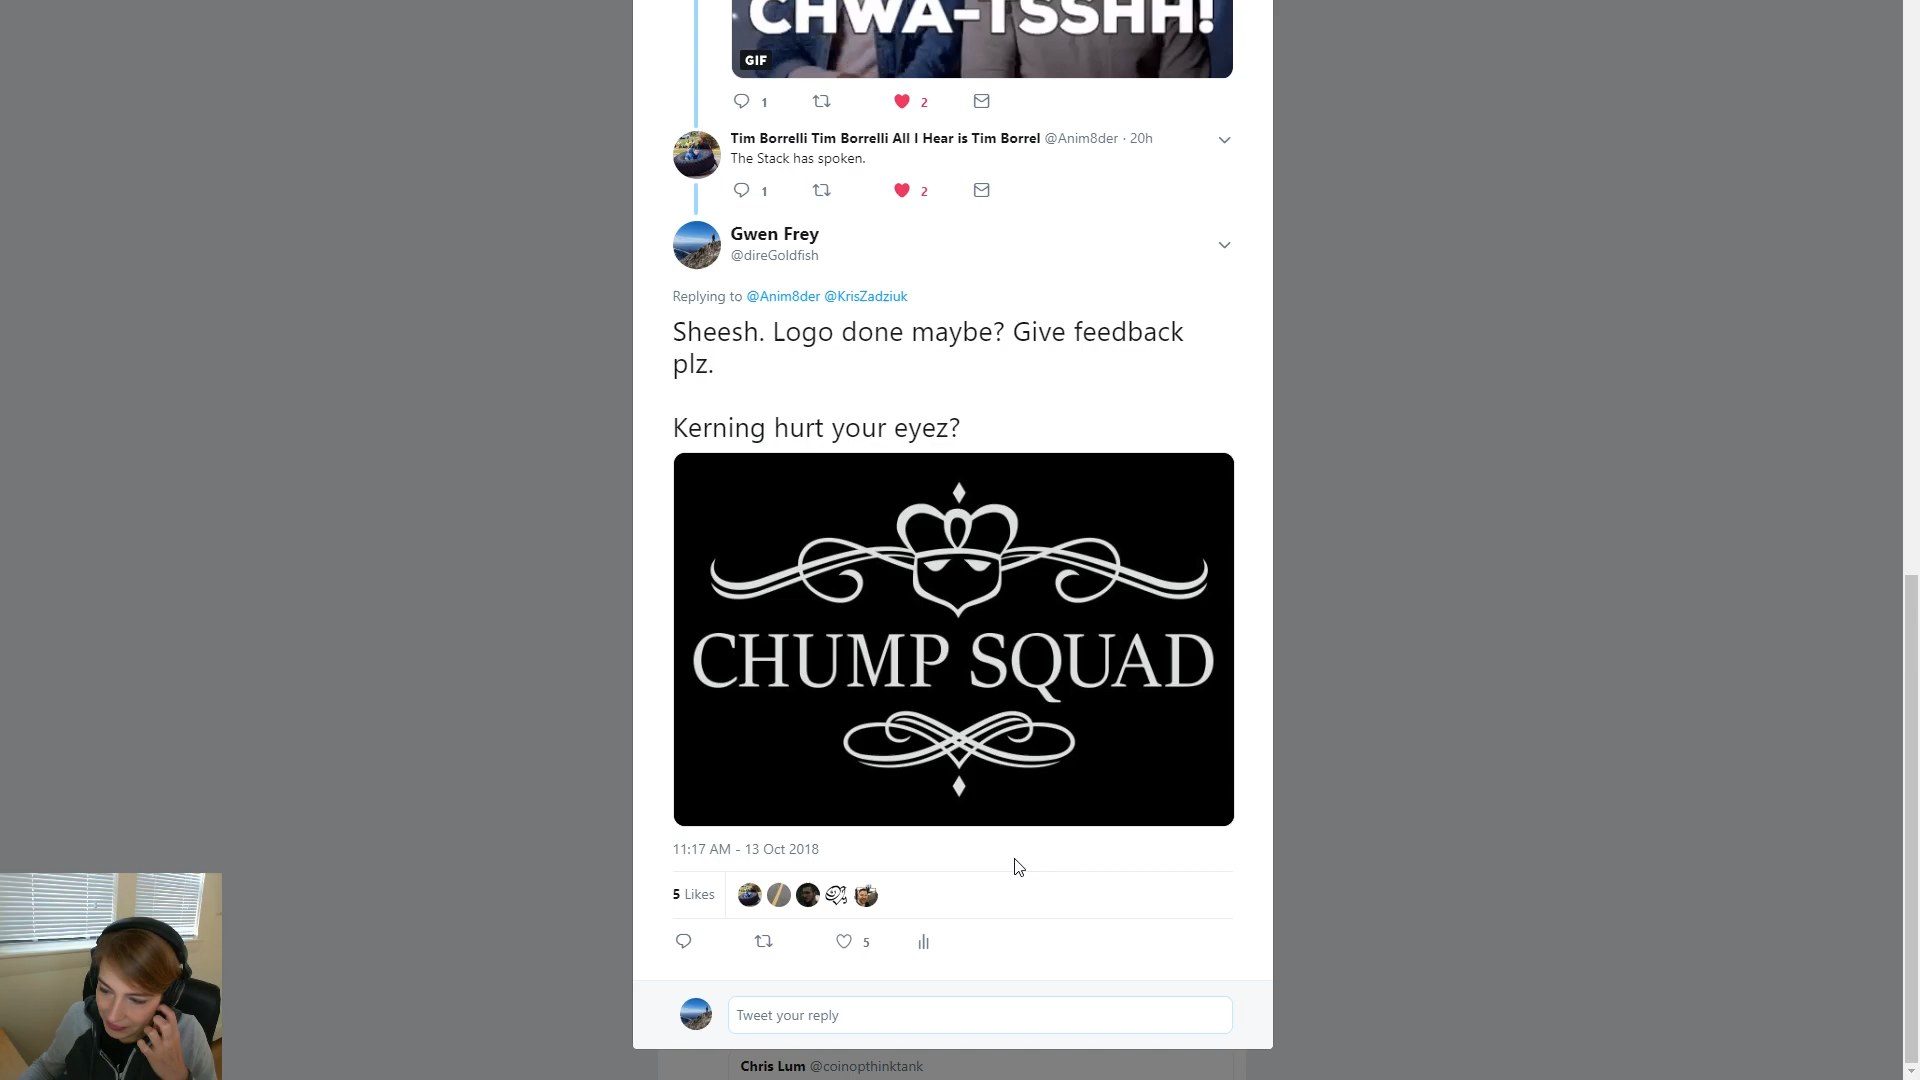 CHWA-TSSHH!
GIF
1
2
Tim Borrelli Tim Borrelli All I Hear is Tim Borrel @Anim8der · 20h
The Stack has spoken.
1
2
Gwen Frey
@direGoldfish
Replying to @Anim8der @KrisZadziuk
Sheesh. Logo done maybe? Give feedback
plz.
Kerning hurt your eyez?
CHUMP SQUAD
11:17 AM - 13 Oct 2018
5 Likes
5
Tweet your reply
Chris Lum @coinopthinktank